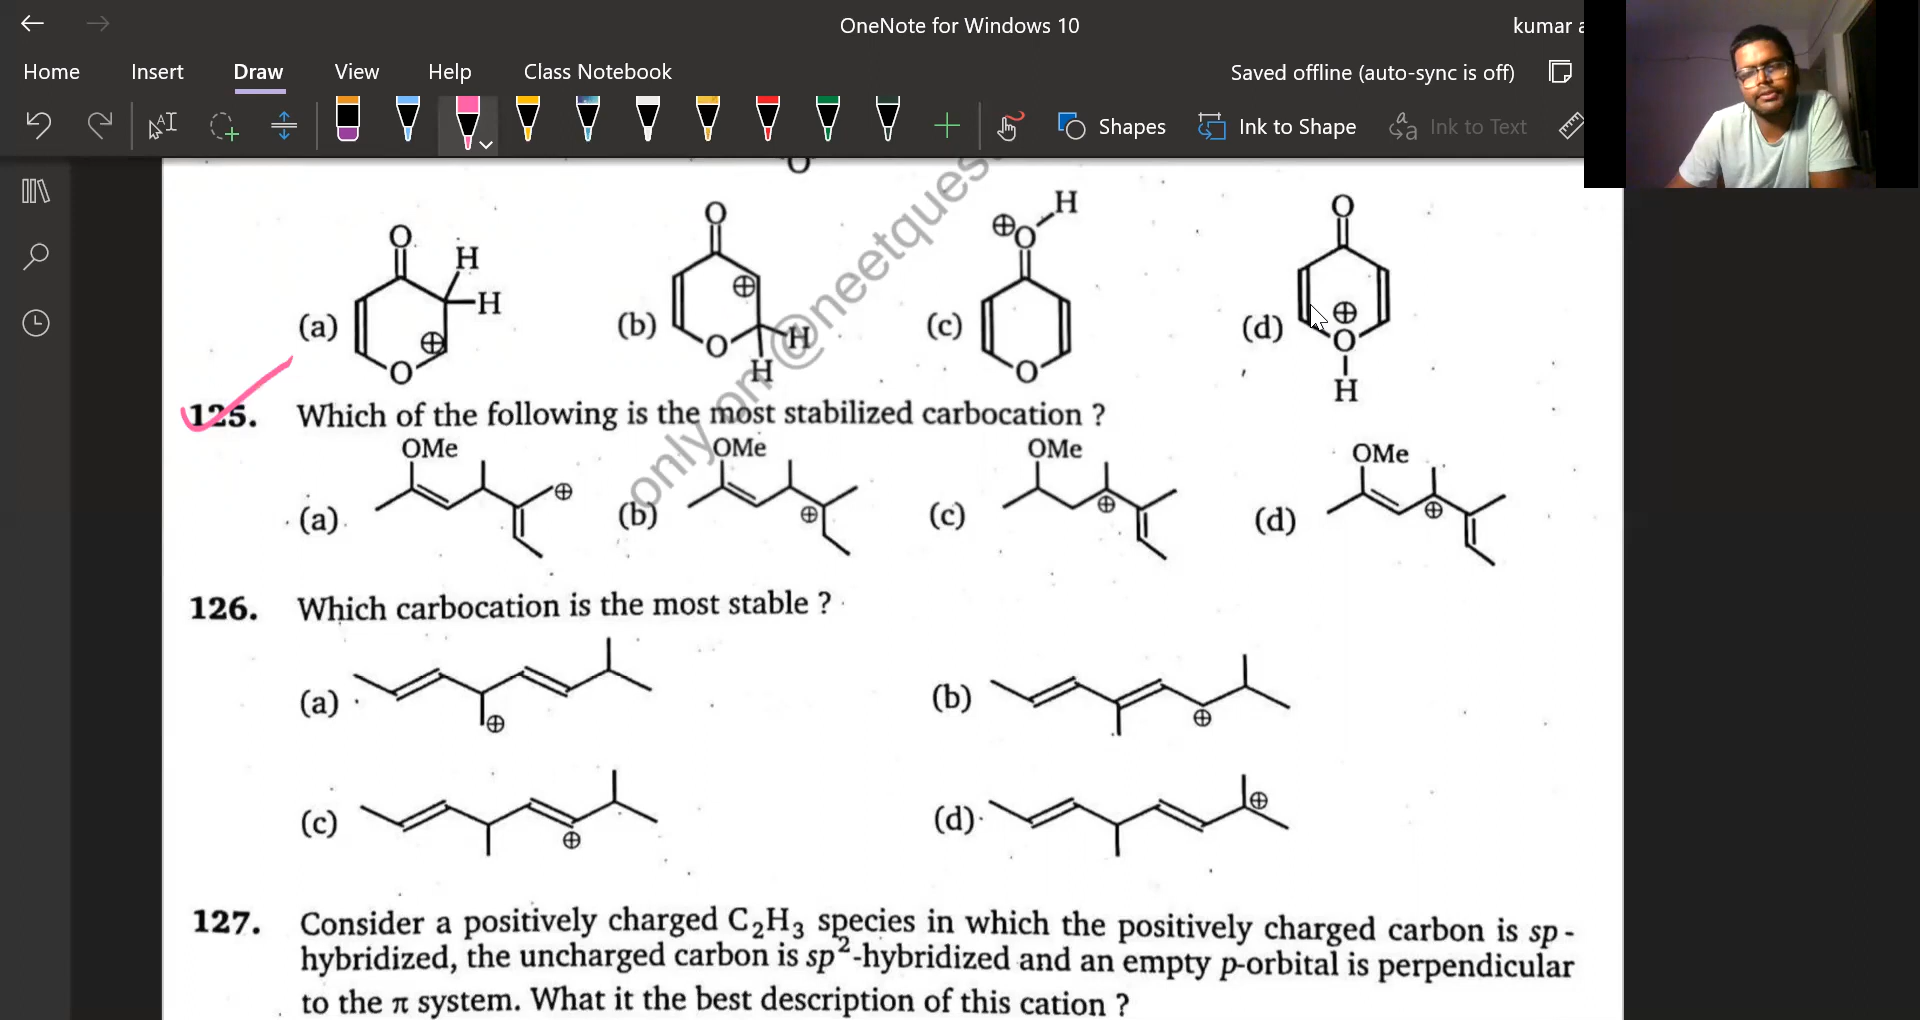 OneNote for Windows 10
kumar a
Home Insert Draw View Help Class Notebook
Saved offline (auto-sync is off)
Shapes Ink to Shape Ink to Text
O
O H H O (a)
O O H H (b)
⊕O H O (c)
O ⊕ O H (d)
only on @neetques
125. Which of the following is the most stabilized carbocation ?
OMe OMe OMe OMe
(a) (b) (c) (d)
126. Which carbocation is the most stable ?
(a) (b)
(c) (d)
127. Consider a positively charged C₂H₃ species in which the positively charged carbon is sp-
hybridized, the uncharged carbon is sp²-hybridized and an empty p-orbital is perpendicular
to the π system. What it the best description of this cation ?